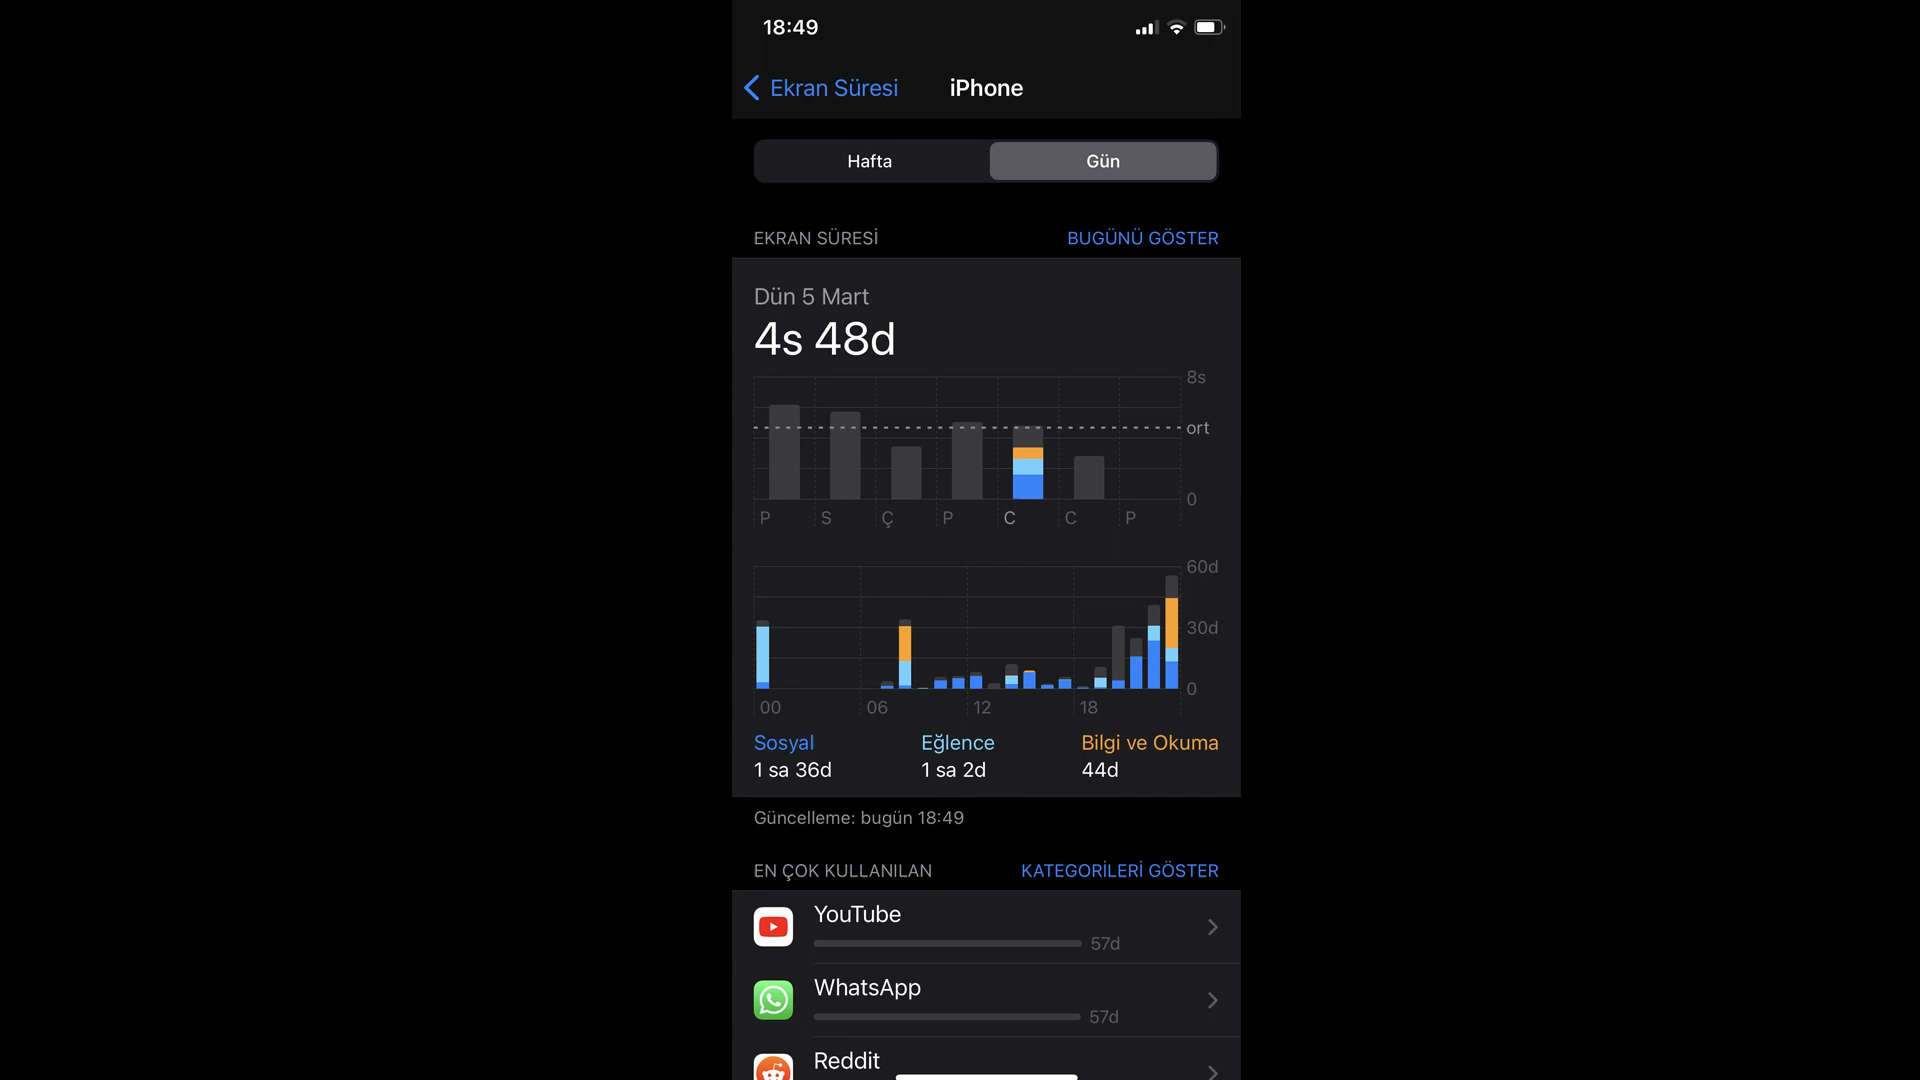 18:49
Ekran Süresi
iPhone
Hafta
Gün
EKRAN SÜRESİ
BUGÜNÜ GÖSTER
Dün 5 Mart
4s 48d
8s
ort
0
P S Ç P C C P
60d
30d
0
00 06 12 18
Sosyal
1 sa 36d
Eğlence
1 sa 2d
Bilgi ve Okuma
44d
Güncelleme: bugün 18:49
EN ÇOK KULLANILAN
KATEGORİLERİ GÖSTER
YouTube
57d
WhatsApp
57d
Reddit